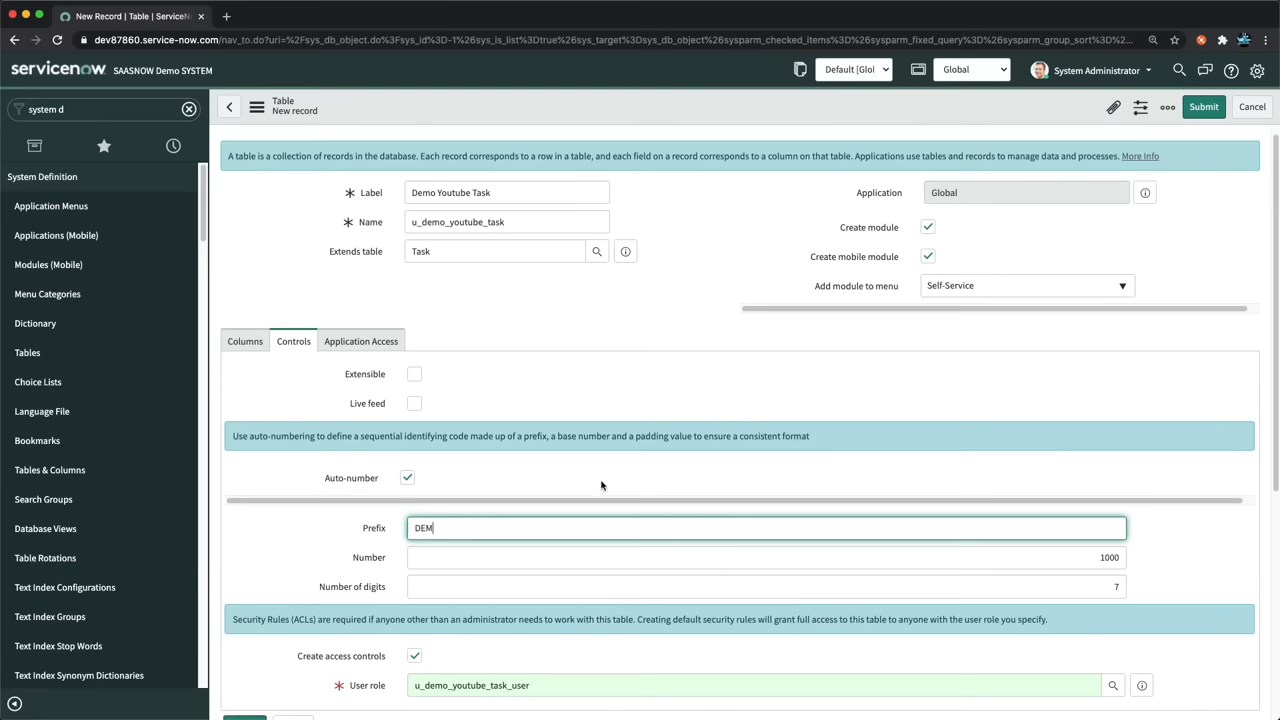 New Record | Table | ServiceN
dev87860.service-now.com/nav_to.do?uri=%2Fsys_db_object.do%3Fsys_id%3D-1%26sys_is_list%3Dtrue%26sys_target%3Dsys_db_object%26sysparm_checked_items%3D%26sysparm_fixed_query%3D%26sysparm_group_sort%3D%2...
servicenow SAASNOW Demo SYSTEM
Default [Glol
Global
System Administrator
system d
Table
New record
Submit
Cancel
System Definition
Application Menus
Applications (Mobile)
Modules (Mobile)
Menu Categories
Dictionary
Tables
Choice Lists
Language File
Bookmarks
Tables & Columns
Search Groups
Database Views
Table Rotations
Text Index Configurations
Text Index Groups
Text Index Stop Words
Text Index Synonym Dictionaries
A table is a collection of records in the database. Each record corresponds to a row in a table, and each field on a record corresponds to a column on that table. Applications use tables and records to manage data and processes. More Info
Label Demo Youtube Task
Name u_demo_youtube_task
Extends table Task
Application Global
Create module
Create mobile module
Add module to menu Self-Service
Columns Controls Application Access
Extensible
Live feed
Use auto-numbering to define a sequential identifying code made up of a prefix, a base number and a padding value to ensure a consistent format
Auto-number
Prefix DEM
Number 1000
Number of digits 7
Security Rules (ACLs) are required if anyone other than an administrator needs to work with this table. Creating default security rules will grant full access to this table to anyone with the user role you specify.
Create access controls
User role u_demo_youtube_task_user